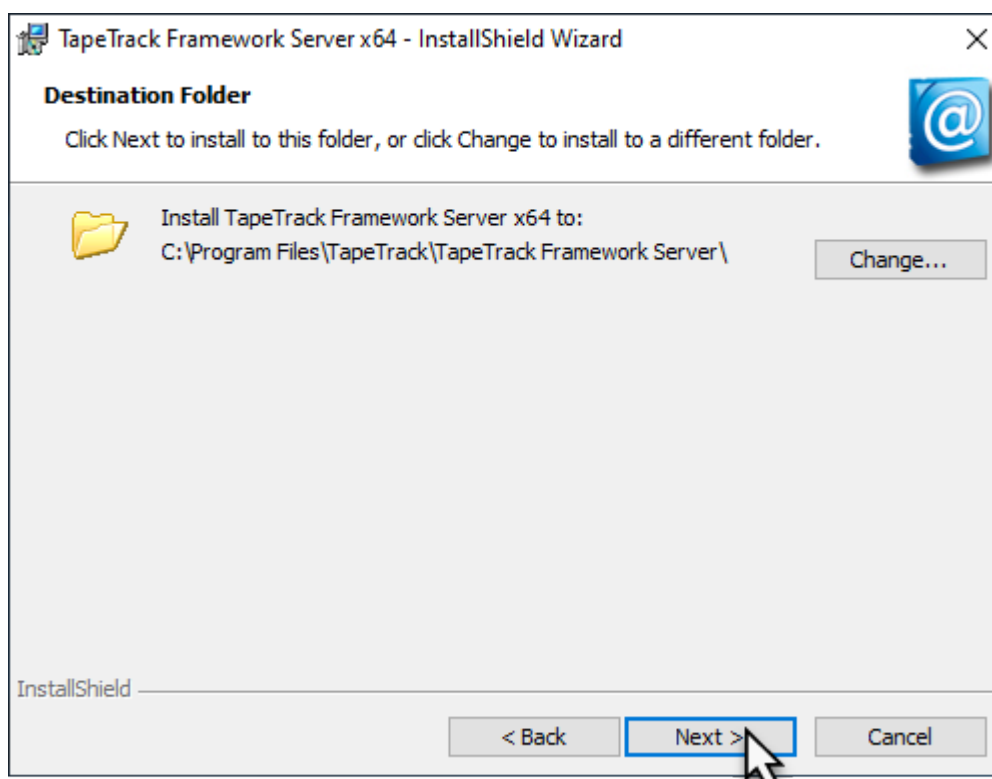 TapeTrack Framework Server x64 - InstallShield Wizard
Destination Folder
Click Next to install to this folder, or click Change to install to a different folder.
Install TapeTrack Framework Server x64 to:
C:\Program Files\TapeTrack\TapeTrack Framework Server\
Change...
InstallShield
< Back
Next >
Cancel